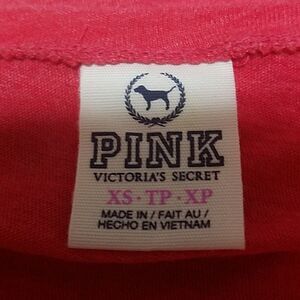 PINK
VICTORIA'S SECRET
XS · TP · XP
MADE IN / FAIT AU /
HECHO EN VIETNAM